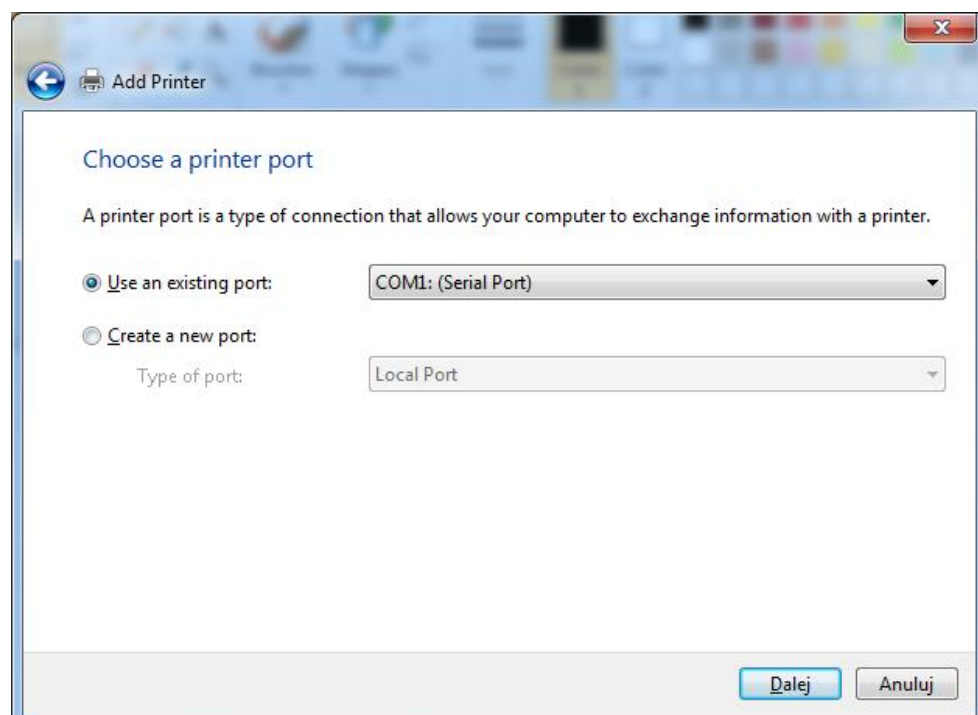 Add Printer
Choose a printer port
A printer port is a type of connection that allows your computer to exchange information with a printer.
Use an existing port: COM1: (Serial Port)
Create a new port:
Type of port: Local Port
Dalej Anuluj